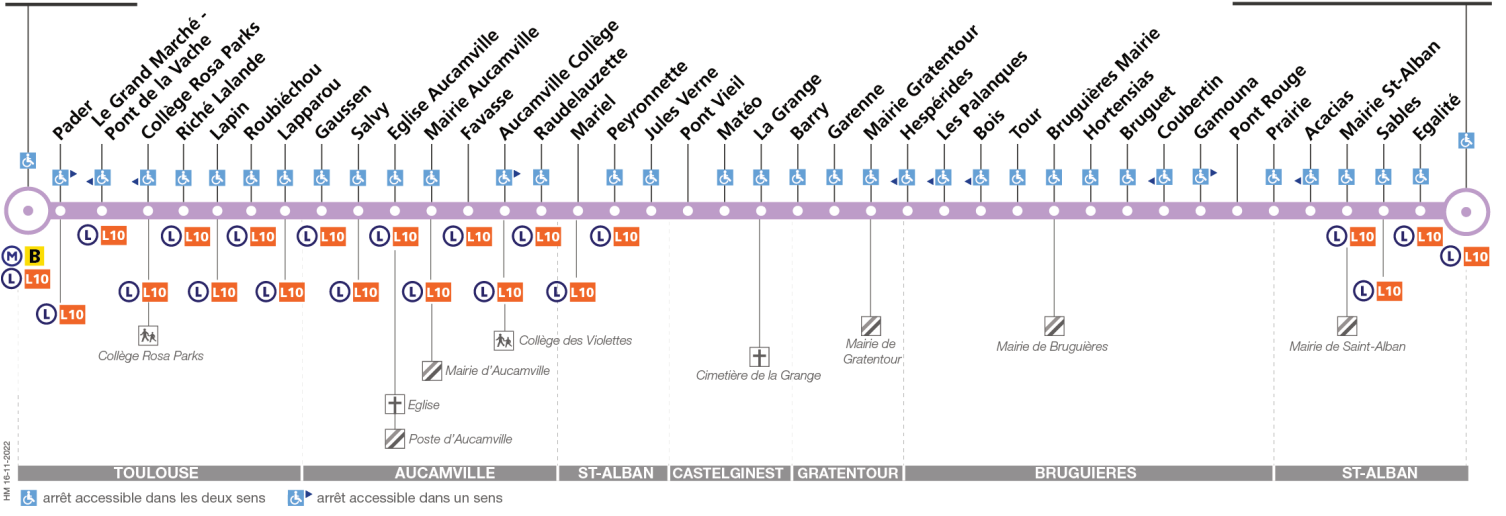 Pader
Le Grand Marché -
Pont de la Vache
Collège Rosa Parks
Riché Lalande
Lapin
Roubiéchou
Lapparou
Gaussen
Salvy
Eglise Aucamville
Mairie Aucamville
Favasse
Aucamville Collège
Raudelauzette
Mariel
Peyronnette
Jules Verne
Pont Vieil
Matéo
La Grange
Barry
Garenne
Mairie Gratentour
Hespérides
Les Palanques
Bois
Tour
Bruguières Mairie
Hortensias
Bruguet
Coubertin
Gamouna
Pont Rouge
Prairie
Acacias
Mairie St-Alban
Sables
Egalité
L L10
L L10
L L10
L L10
L L10
L L10
L L10
L L10
L L10
L L10
M B
L L10
L L10
L L10
L L10
L L10
L L10
L L10
L L10
L L10
L L10
L L10
Collège Rosa Parks
Collège des Violettes
Mairie d'Aucamville
Eglise
Poste d'Aucamville
Cimetière de la Grange
Mairie de
Gratentour
Mairie de Bruguières
Mairie de Saint-Alban
TOULOUSE
AUCAMVILLE
ST-ALBAN
CASTELGINEST
GRATENTOUR
BRUGUIERES
ST-ALBAN
HM 16-11-2022
arrêt accessible dans les deux sens
arrêt accessible dans un sens